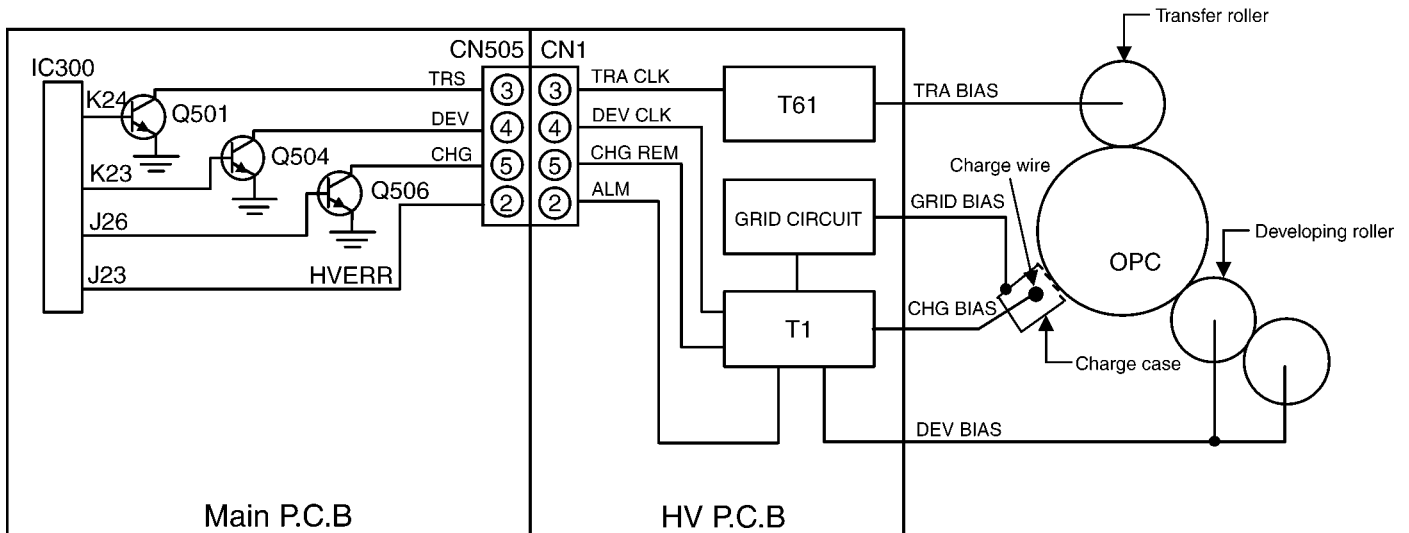 Transfer roller
CN505 CN1
IC300
K24
Q501
TRS
3
3
TRA CLK
T61
TRA BIAS
DEV
4
4
DEV CLK
Q504
K23
CHG
5
5
CHG REM
Charge wire
Q506
2
2
ALM
GRID BIAS
GRID CIRCUIT
J26
Developing roller
OPC
J23
HVERR
CHG BIAS
T1
Charge case
DEV BIAS
Main P.C.B
HV P.C.B